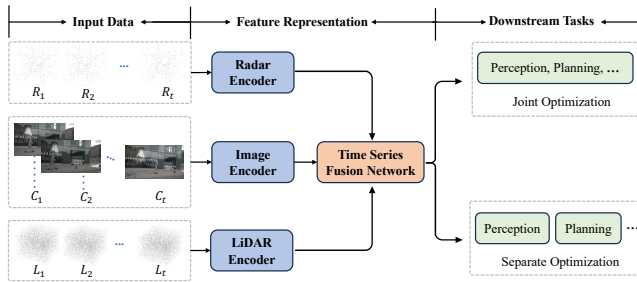 Input Data
Feature Representation
Downstream Tasks
R₁ R₂ ... Rₜ
Radar
Encoder
Perception, Planning, ...
Joint Optimization
C₁ C₂ ... Cₜ
Image
Encoder
Time Series
Fusion Network
L₁ L₂ ... Lₜ
LiDAR
Encoder
Perception
Planning
...
Separate Optimization